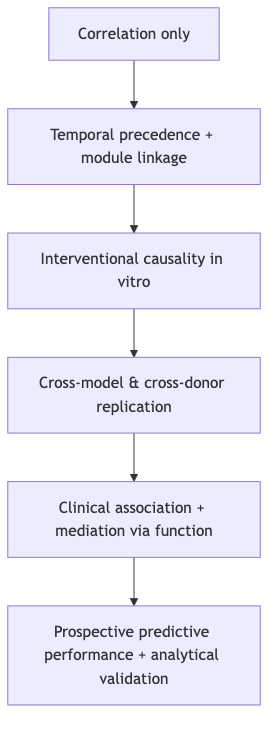 Correlation only
Temporal precedence +
module linkage
Interventional causality in
vitro
Cross-model & cross-donor
replication
Clinical association +
mediation via function
Prospective predictive
performance + analytical
validation